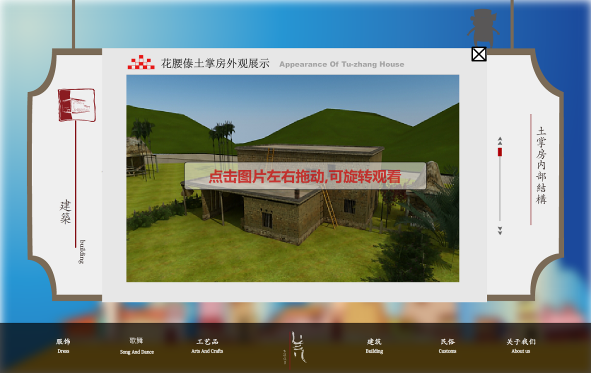 花腰傣土掌房外观展示 Appearance Of Tu-zhang House
点击图片左右拖动,可旋转观看
建築
building
土掌房内部结構
服饰
Dress
歌舞
Song And Dance
工艺品
Arts And Crafts
建筑
Building
民俗
Customs
关于我们
About us